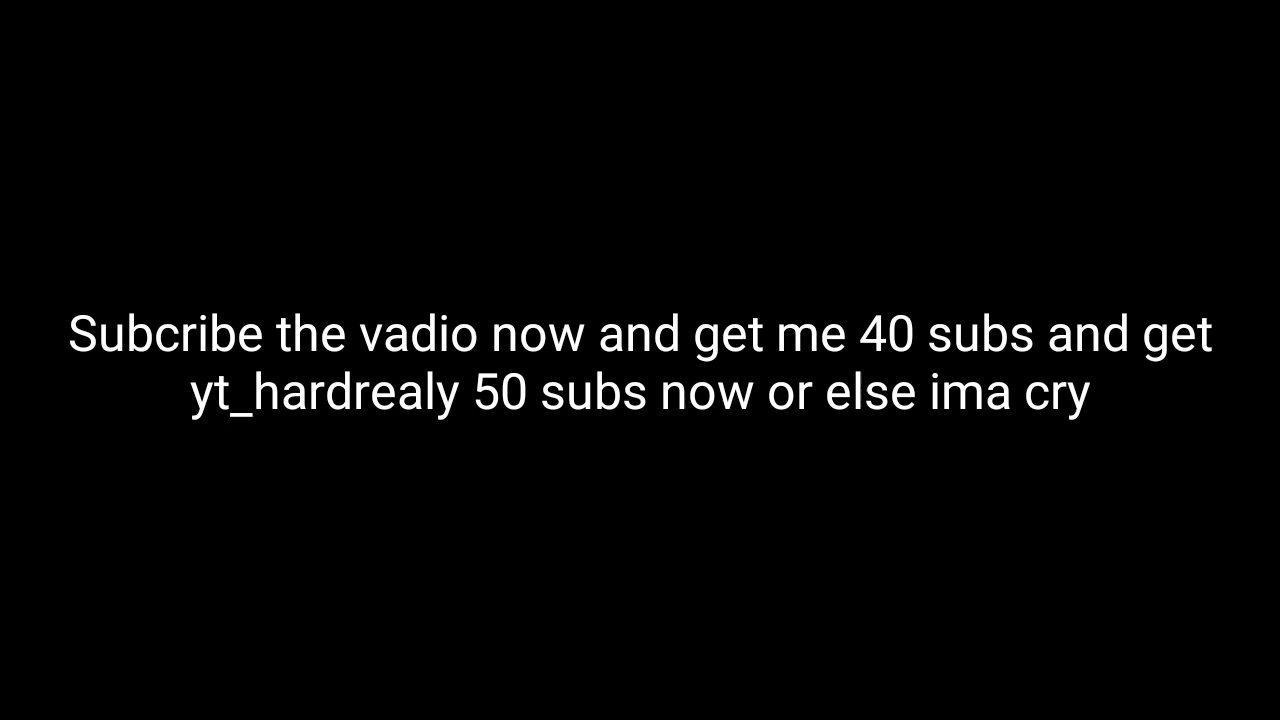 Subcribe the vadio now and get me 40 subs and get
yt_hardrealy 50 subs now or else ima cry